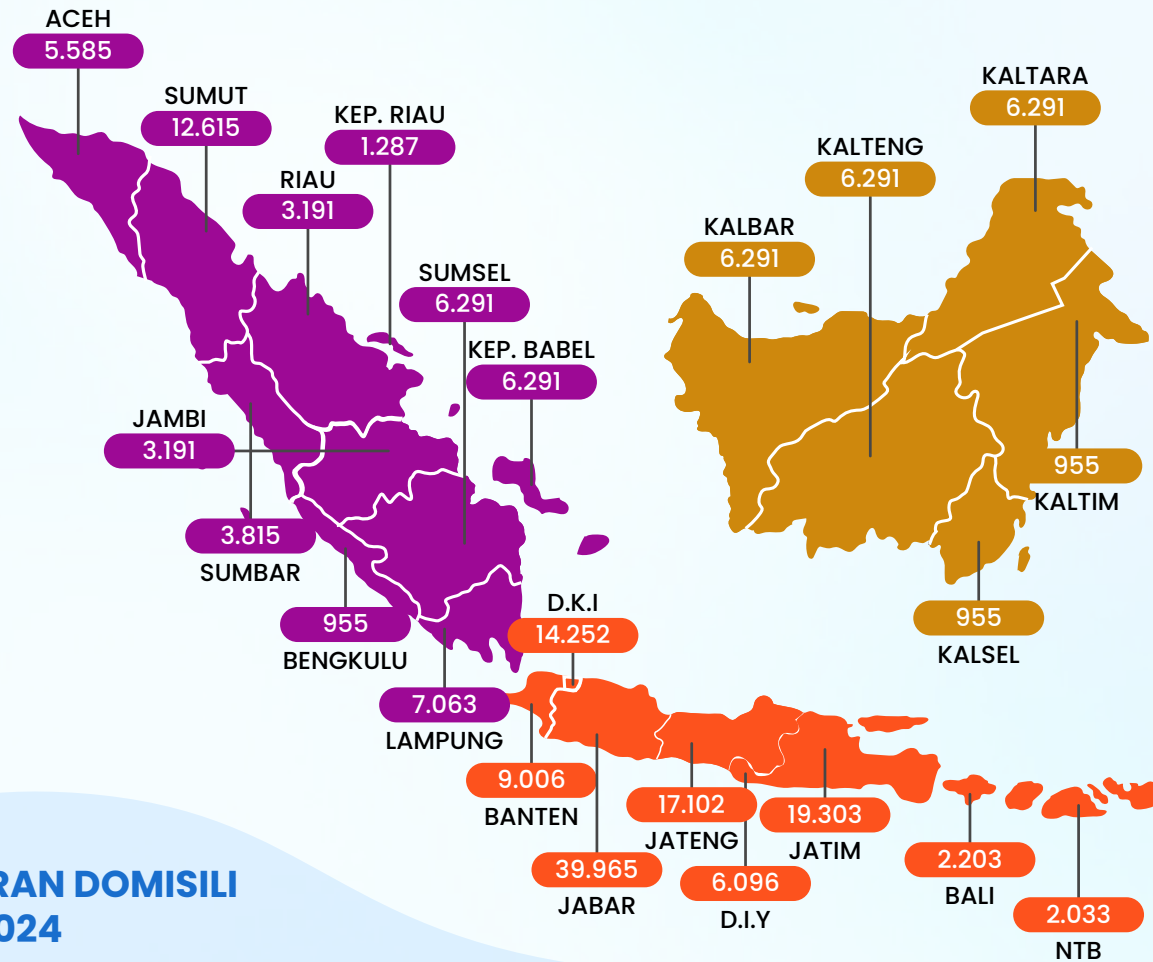 ACEH
5.585
SUMUT
12.615
KEP. RIAU
1.287
RIAU
3.191
SUMSEL
6.291
KEP. BABEL
6.291
JAMBI
3.191
3.815
SUMBAR
955
BENGKULU
7.063
LAMPUNG
KALTARA
6.291
KALTENG
6.291
KALBAR
6.291
955
KALTIM
955
KALSEL
D.K.I
14.252
9.006
BANTEN
39.965
JABAR
17.102
JATENG
6.096
D.I.Y
19.303
JATIM
2.203
BALI
2.033
NTB
RAN DOMISILI
024